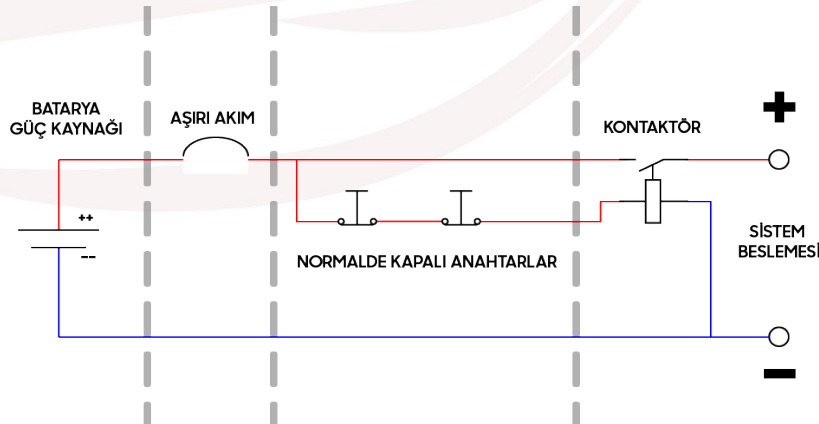 BATARYA
GÜÇ KAYNAĞI
AŞIRI AKIM
KONTAKTÖR
+
++
--
NORMALDE KAPALI ANAHTARLAR
SİSTEM
BESLEMESİ
-